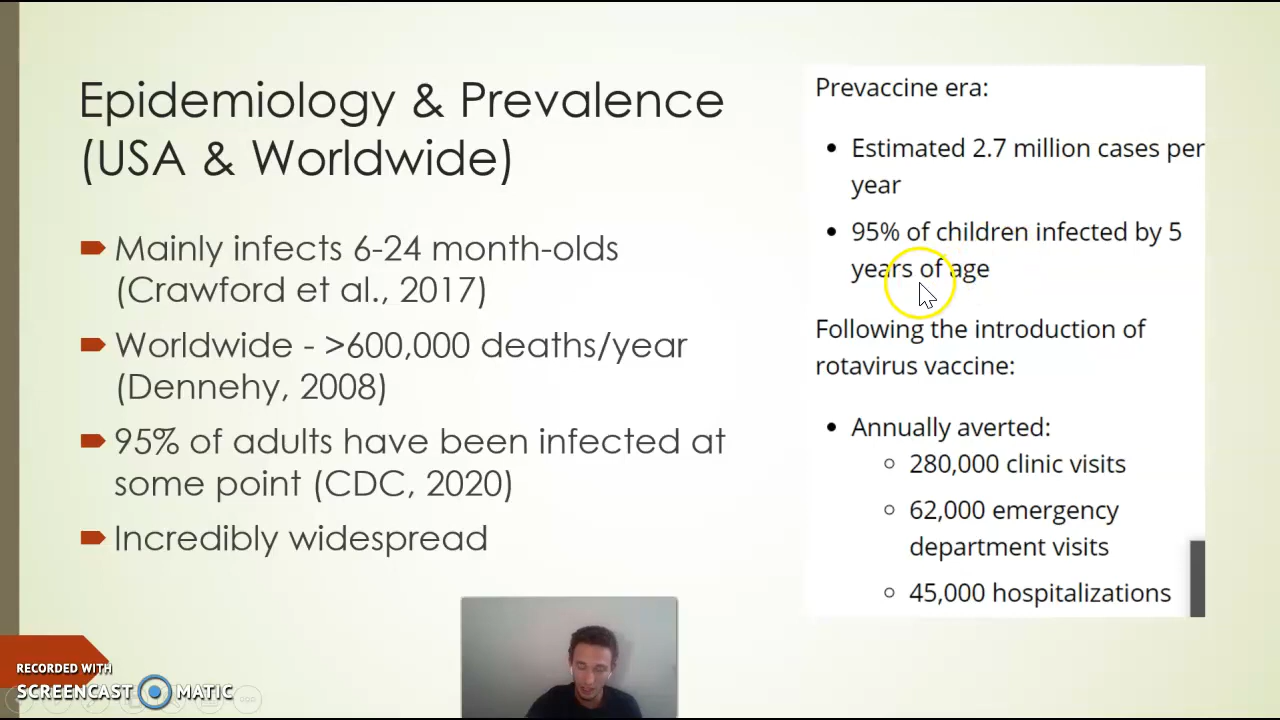 Epidemiology & Prevalence
(USA & Worldwide)
Mainly infects 6-24 month-olds
(Crawford et al., 2017)
Worldwide - >600,000 deaths/year
(Dennehy, 2008)
95% of adults have been infected at
some point (CDC, 2020)
Incredibly widespread
Prevaccine era:
Estimated 2.7 million cases per
year
95% of children infected by 5
years of age
Following the introduction of
rotavirus vaccine:
Annually averted:
280,000 clinic visits
62,000 emergency
department visits
45,000 hospitalizations
RECORDED WITH
SCREENCAST MATIC